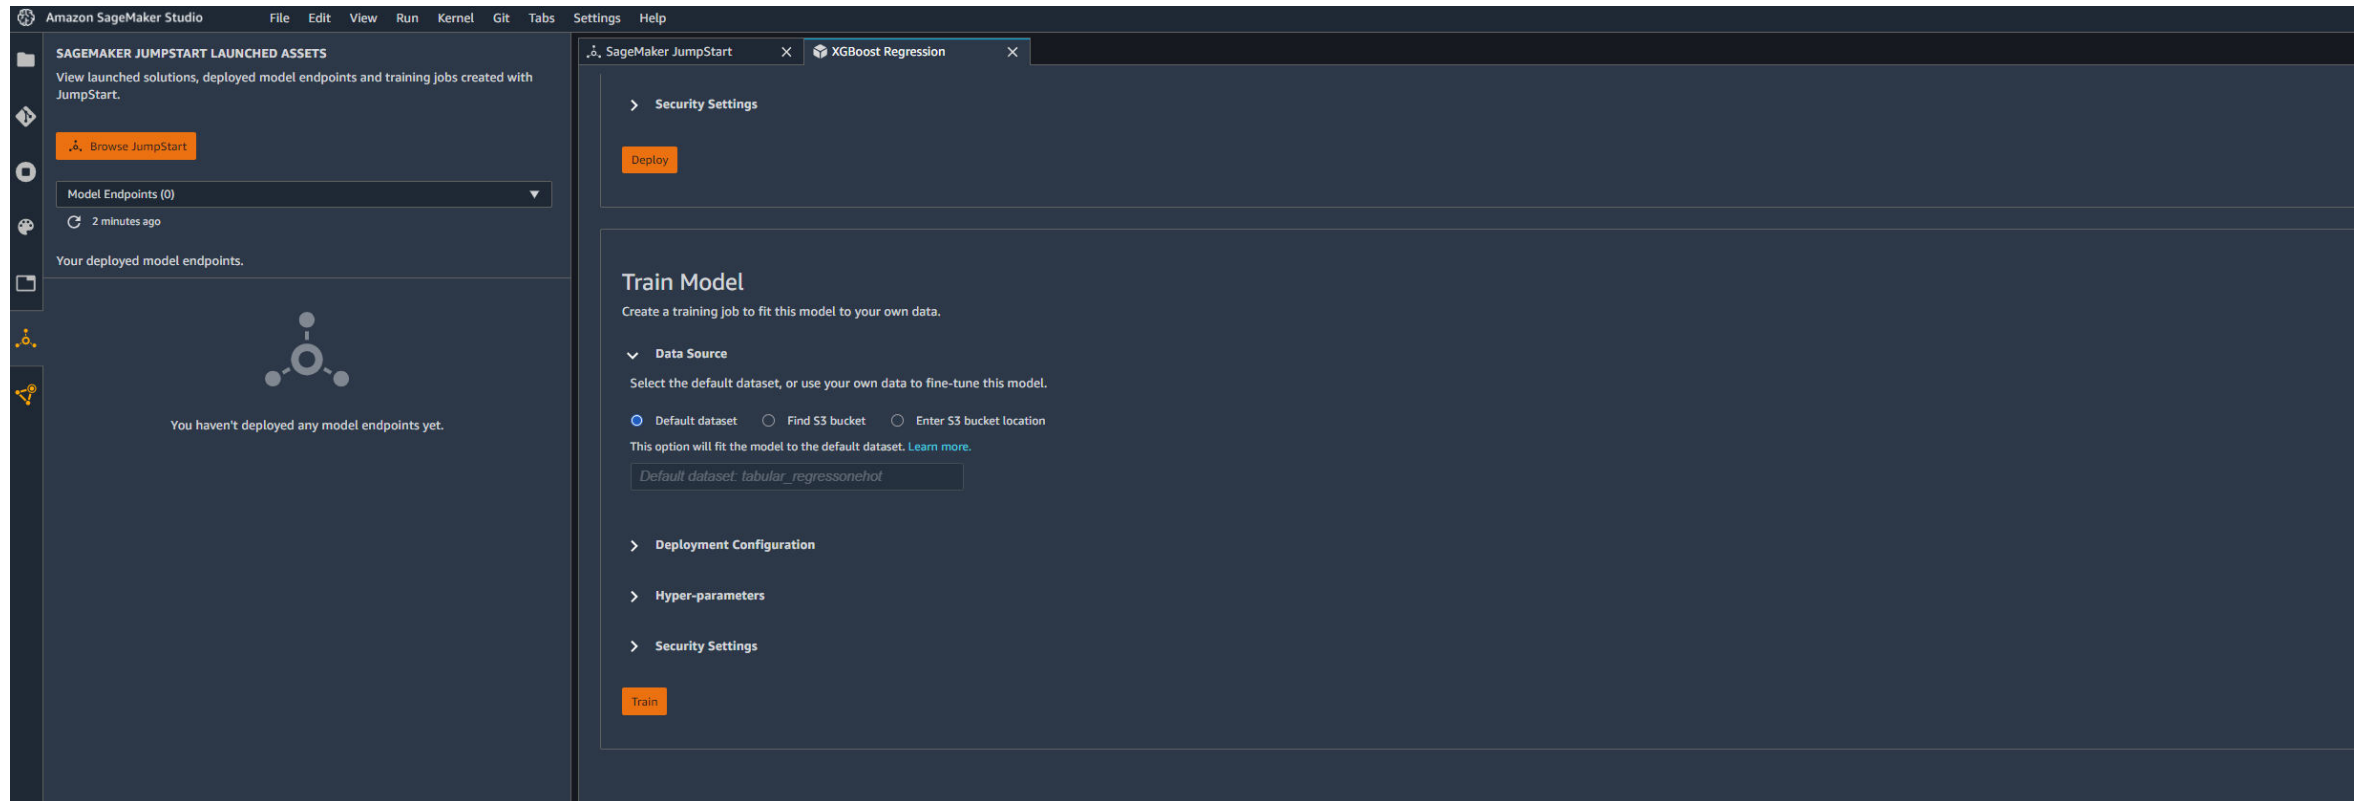 Amazon SageMaker Studio File Edit View Run Kernel Git Tabs Settings Help
SAGEMAKER JUMPSTART LAUNCHED ASSETS
View launched solutions, deployed model endpoints and training jobs created with
JumpStart.
Browse JumpStart
Model Endpoints (0)
2 minutes ago
Your deployed model endpoints.
You haven't deployed any model endpoints yet.
SageMaker JumpStart
XGBoost Regression
Security Settings
Deploy
Train Model
Create a training job to fit this model to your own data.
Data Source
Select the default dataset, or use your own data to fine-tune this model.
Default dataset Find S3 bucket Enter S3 bucket location
This option will fit the model to the default dataset. Learn more.
Default dataset: tabular_regressonehot
Deployment Configuration
Hyper-parameters
Security Settings
Train